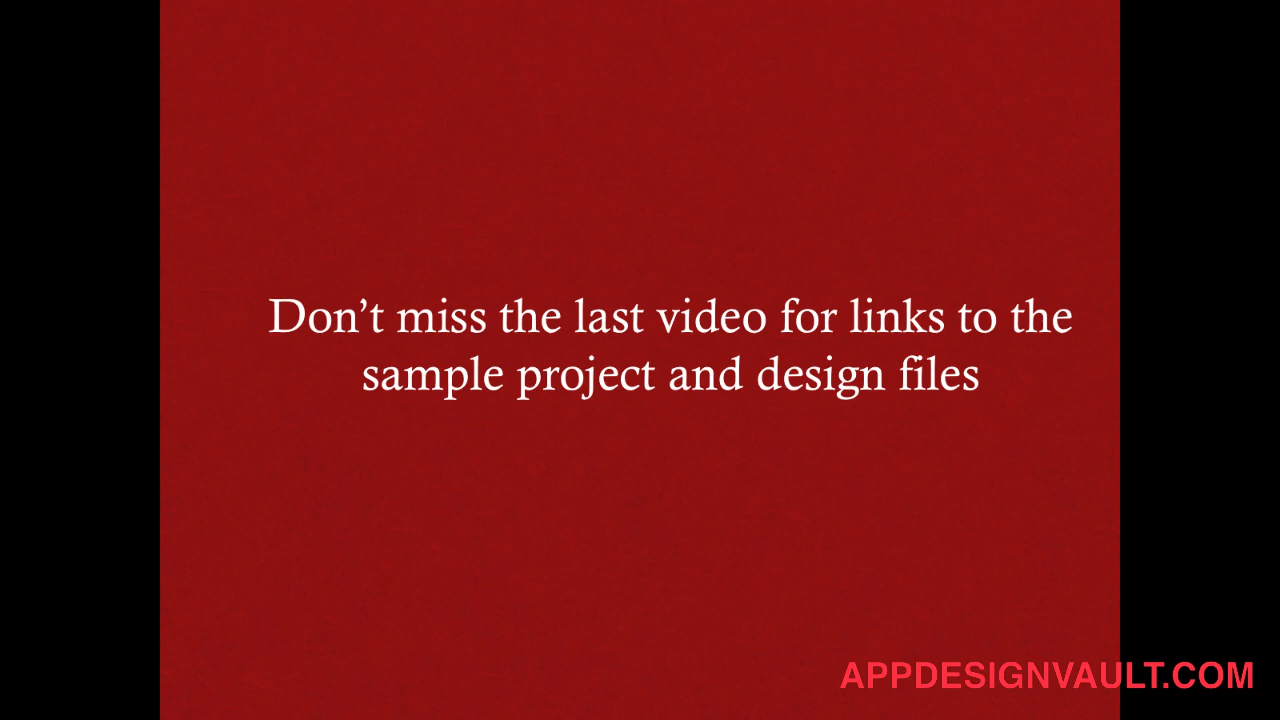 Don’t miss the last video for links to the
sample project and design files
APPDESIGNVAULT.COM